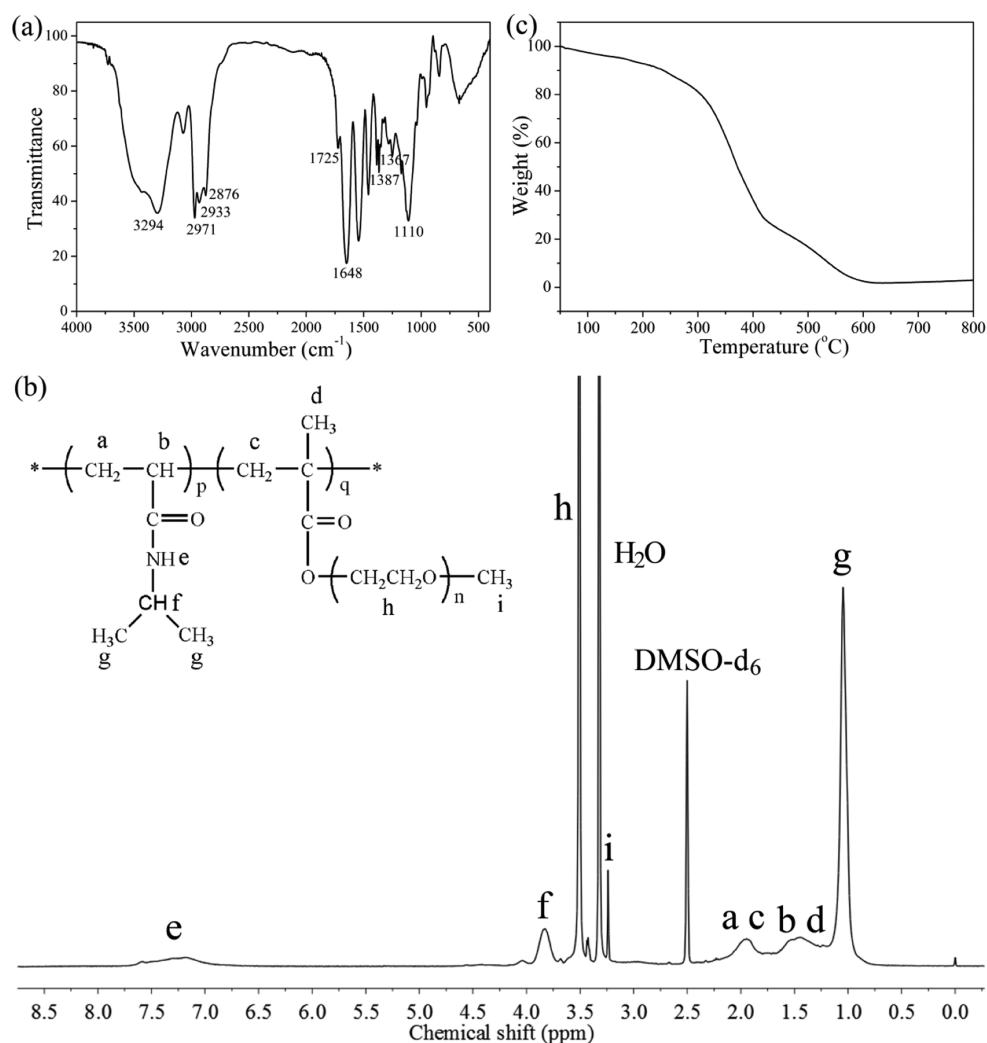 (a)
100
80
60
40
20
0
Transmittance
3294
2971
2933
2876
1725
1648
1387
1367
1110
4000 3500 3000 2500 2000 1500 1000 500
Wavenumber (cm-1)
(c)
100
80
60
40
20
0
Weight (%)
100 200 300 400 500 600 700 800
Temperature (oC)
(b)
a b c d
CH3
* ( CH2 — CH )p ( CH2 — C )q *
C=O C=O
NH e O ( CH2CH2O )n CH3
CH f h i
H3C CH3
g g
h
H2O
g
DMSO-d6
i
f
a c b d
e
8.5 8.0 7.5 7.0 6.5 6.0 5.5 5.0 4.5 4.0 3.5 3.0 2.5 2.0 1.5 1.0 0.5 0.0
Chemical shift (ppm)